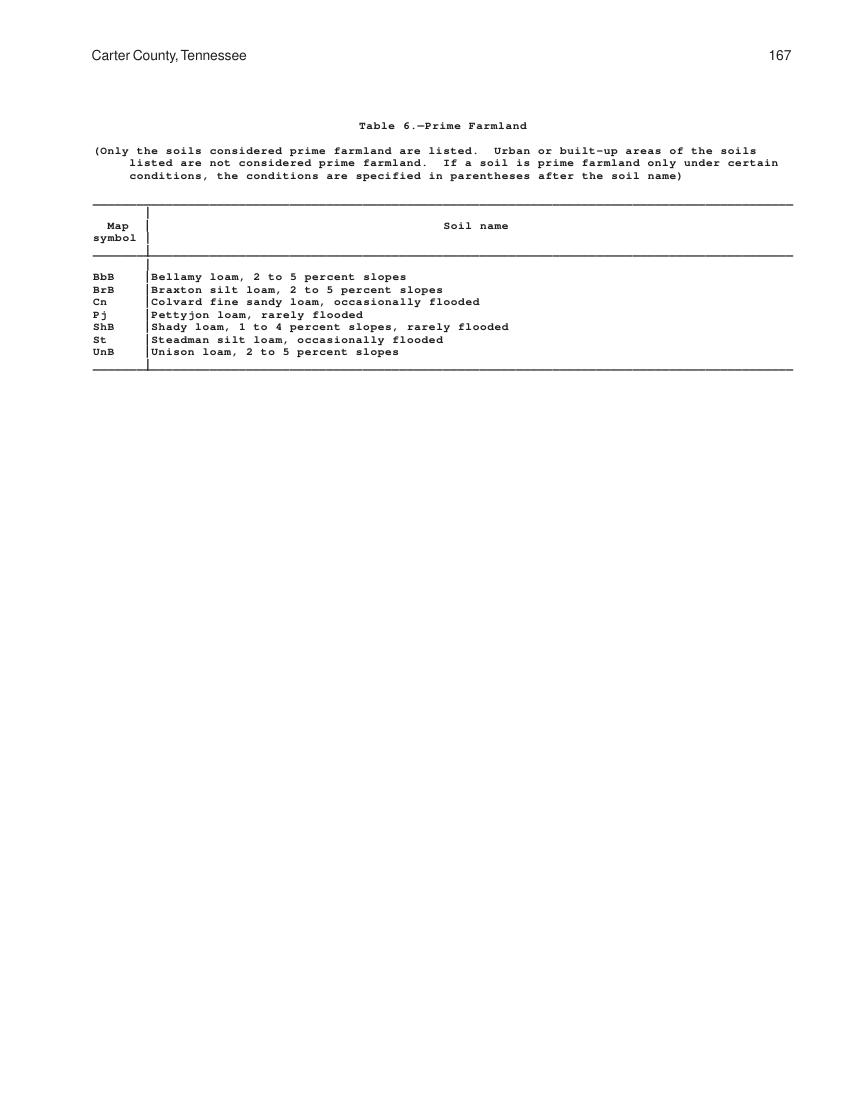 Carter County, Tennessee 167
Table 6.—Prime Farmland
(Only the soils considered prime farmland are listed. Urban or built-up areas of the soils
listed are not considered prime farmland. If a soil is prime farmland only under certain
conditions, the conditions are specified in parentheses after the soil name)
Map
Soil name
symbol
BbB Bellamy loam, 2 to 5 percent slopes
BrB Braxton silt loam, 2 to 5 percent slopes
Cn Colvard fine sandy loam, occasionally flooded
Pj Pettyjon loam, rarely flooded
ShB Shady loam, 1 to 4 percent slopes, rarely flooded
St Steadman silt loam, occasionally flooded
UnB Unison loam, 2 to 5 percent slopes